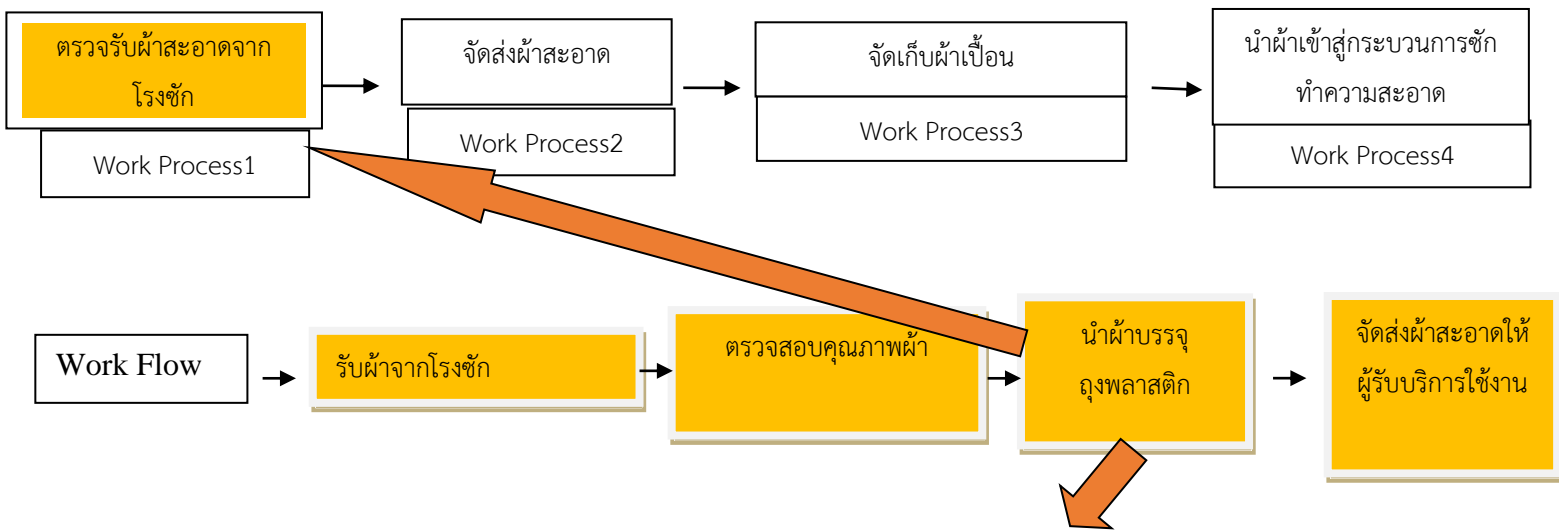 ตรวจรับผ้าสะอาดจาก
โรงซัก
Work Process1
จัดส่งผ้าสะอาด
Work Process2
จัดเก็บผ้าเปื้อน
Work Process3
นำผ้าเข้าสู่กระบวนการซัก
ทำความสะอาด
Work Process4
Work Flow
รับผ้าจากโรงซัก
ตรวจสอบคุณภาพผ้า
นำผ้าบรรจุ
ถุงพลาสติก
จัดส่งผ้าสะอาดให้
ผู้รับบริการใช้งาน